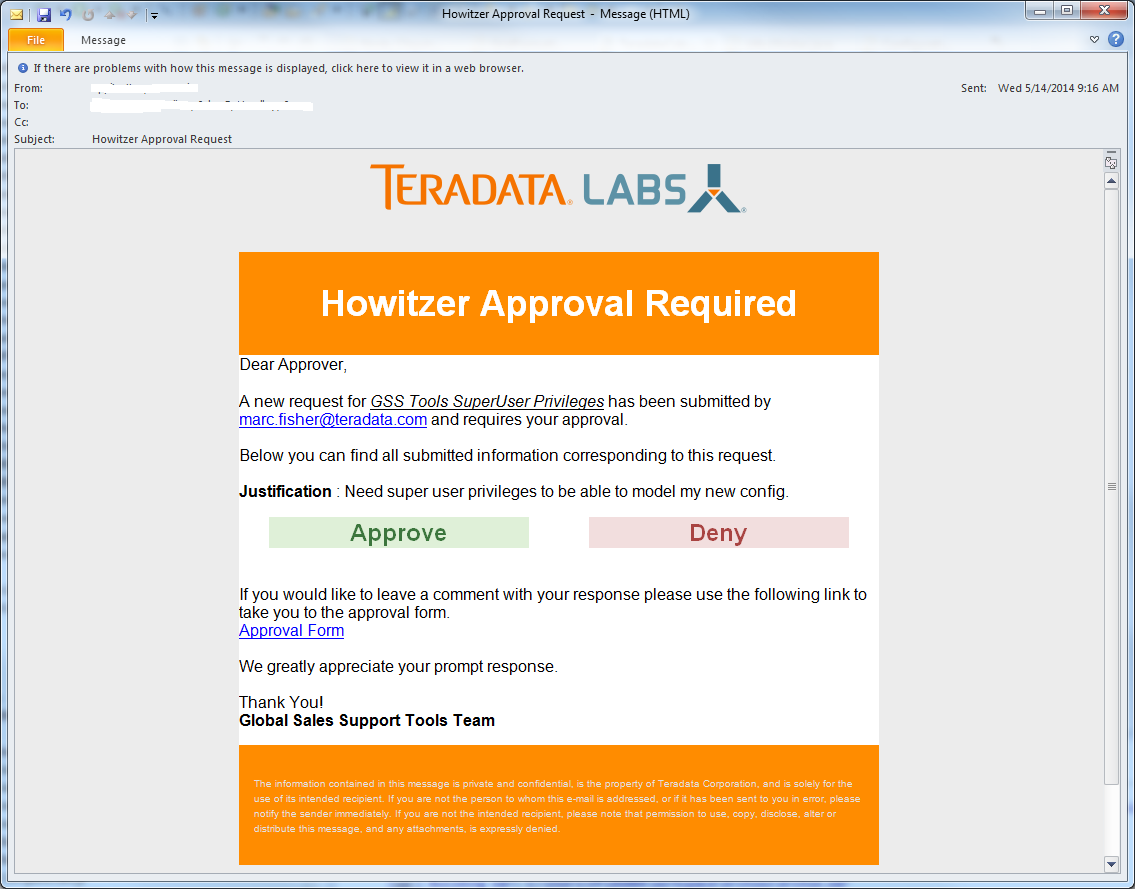 Howitzer Approval Request - Message (HTML)
File Message
If there are problems with how this message is displayed, click here to view it in a web browser.
From:
Sent: Wed 5/14/2014 9:16 AM
To:
Cc:
Subject: Howitzer Approval Request
TERADATA® LABS ®
Howitzer Approval Required
Dear Approver,
A new request for GSS Tools SuperUser Privileges has been submitted by
marc.fisher@teradata.com and requires your approval.
Below you can find all submitted information corresponding to this request.
Justification : Need super user privileges to be able to model my new config.
Approve Deny
If you would like to leave a comment with your response please use the following link to
take you to the approval form.
Approval Form
We greatly appreciate your prompt response.
Thank You!
Global Sales Support Tools Team
The information contained in this message is private and confidential, is the property of Teradata Corporation, and is solely for the
use of its intended recipient. If you are not the person to whom this e-mail is addressed, or if it has been sent to you in error, please
notify the sender immediately. If you are not the intended recipient, please note that permission to use, copy, disclose, alter or
distribute this message, and any attachments, is expressly denied.